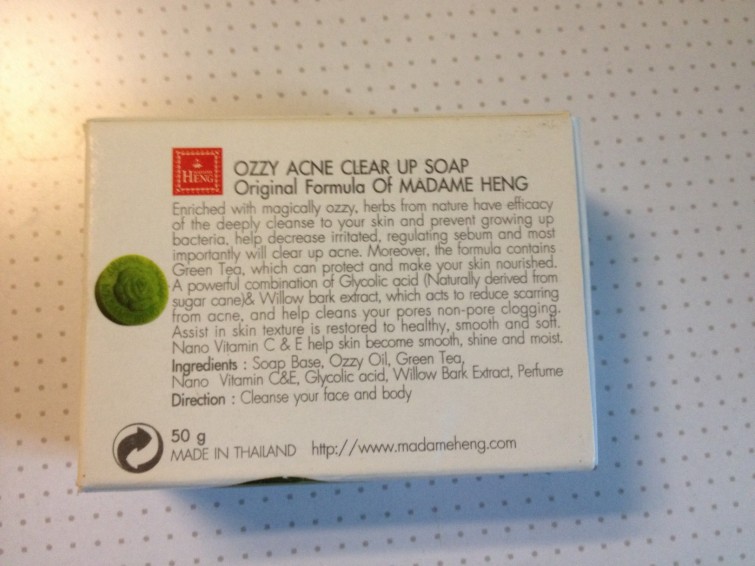 HENG
OZZY ACNE CLEAR UP SOAP
Original Formula Of MADAME HENG
Enriched with magically ozzy, herbs from nature have efficacy
of the deeply cleanse to your skin and prevent growing up
bacteria, help decrease irritated, regulating sebum and most
importantly will clear up acne. Moreover, the formula contains
Green Tea, which can protect and make your skin nourished.
A powerful combination of Glycolic acid (Naturally derived from
sugar cane)& Willow bark extract, which acts to reduce scarring
from acne, and help cleans your pores non-pore clogging.
Assist in skin texture is restored to healthy, smooth and soft.
Nano Vitamin C & E help skin become smooth, shine and moist.
Ingredients : Soap Base, Ozzy Oil, Green Tea,
Nano Vitamin C&E, Glycolic acid, Willow Bark Extract, Perfume
Direction : Cleanse your face and body
50 g
MADE IN THAILAND http://www.madameheng.com